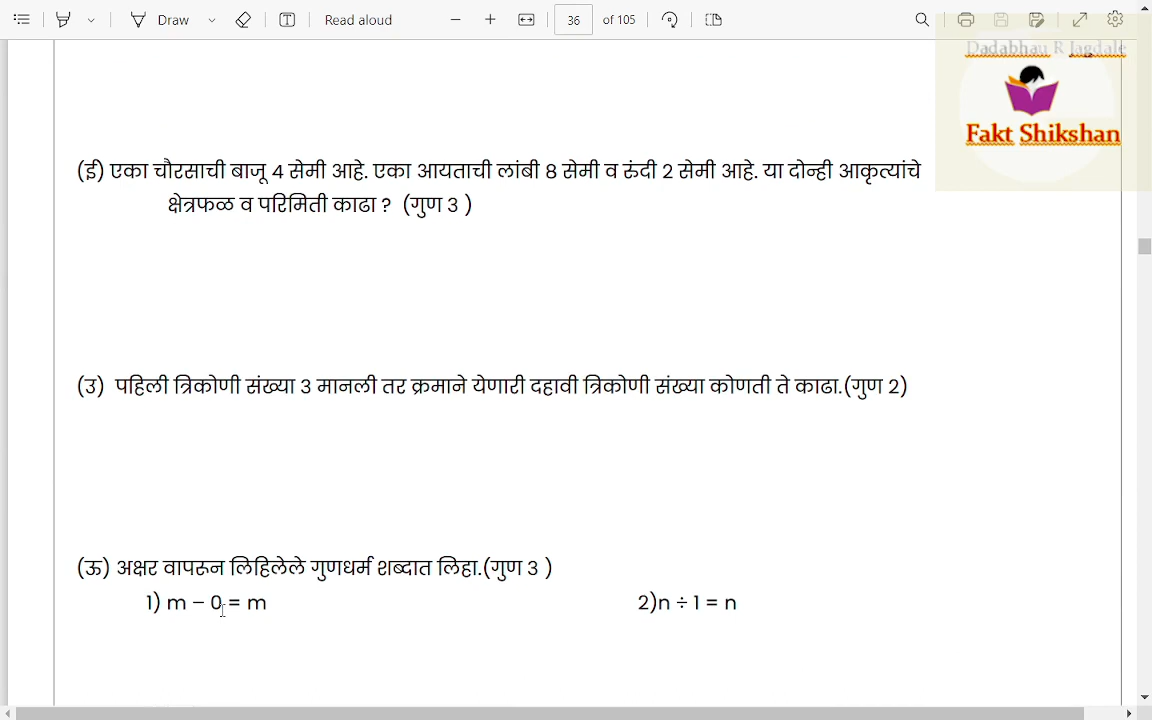 Draw
Read aloud
36 of 105
Dadabhau R Jagdale
Fakt Shikshan
(ई) एका चौरसाची बाजू 4 सेमी आहे. एका आयताची लांबी 8 सेमी व रुंदी 2 सेमी आहे. या दोन्ही आकृत्यांचे
क्षेत्रफळ व परिमिती काढा ? (गुण 3 )
(उ) पहिली त्रिकोणी संख्या 3 मानली तर क्रमाने येणारी दहावी त्रिकोणी संख्या कोणती ते काढा.(गुण 2)
(ऊ) अक्षर वापरून लिहिलेले गुणधर्म शब्दात लिहा.(गुण 3 )
1) m – 0 = m 2)n ÷ 1 = n